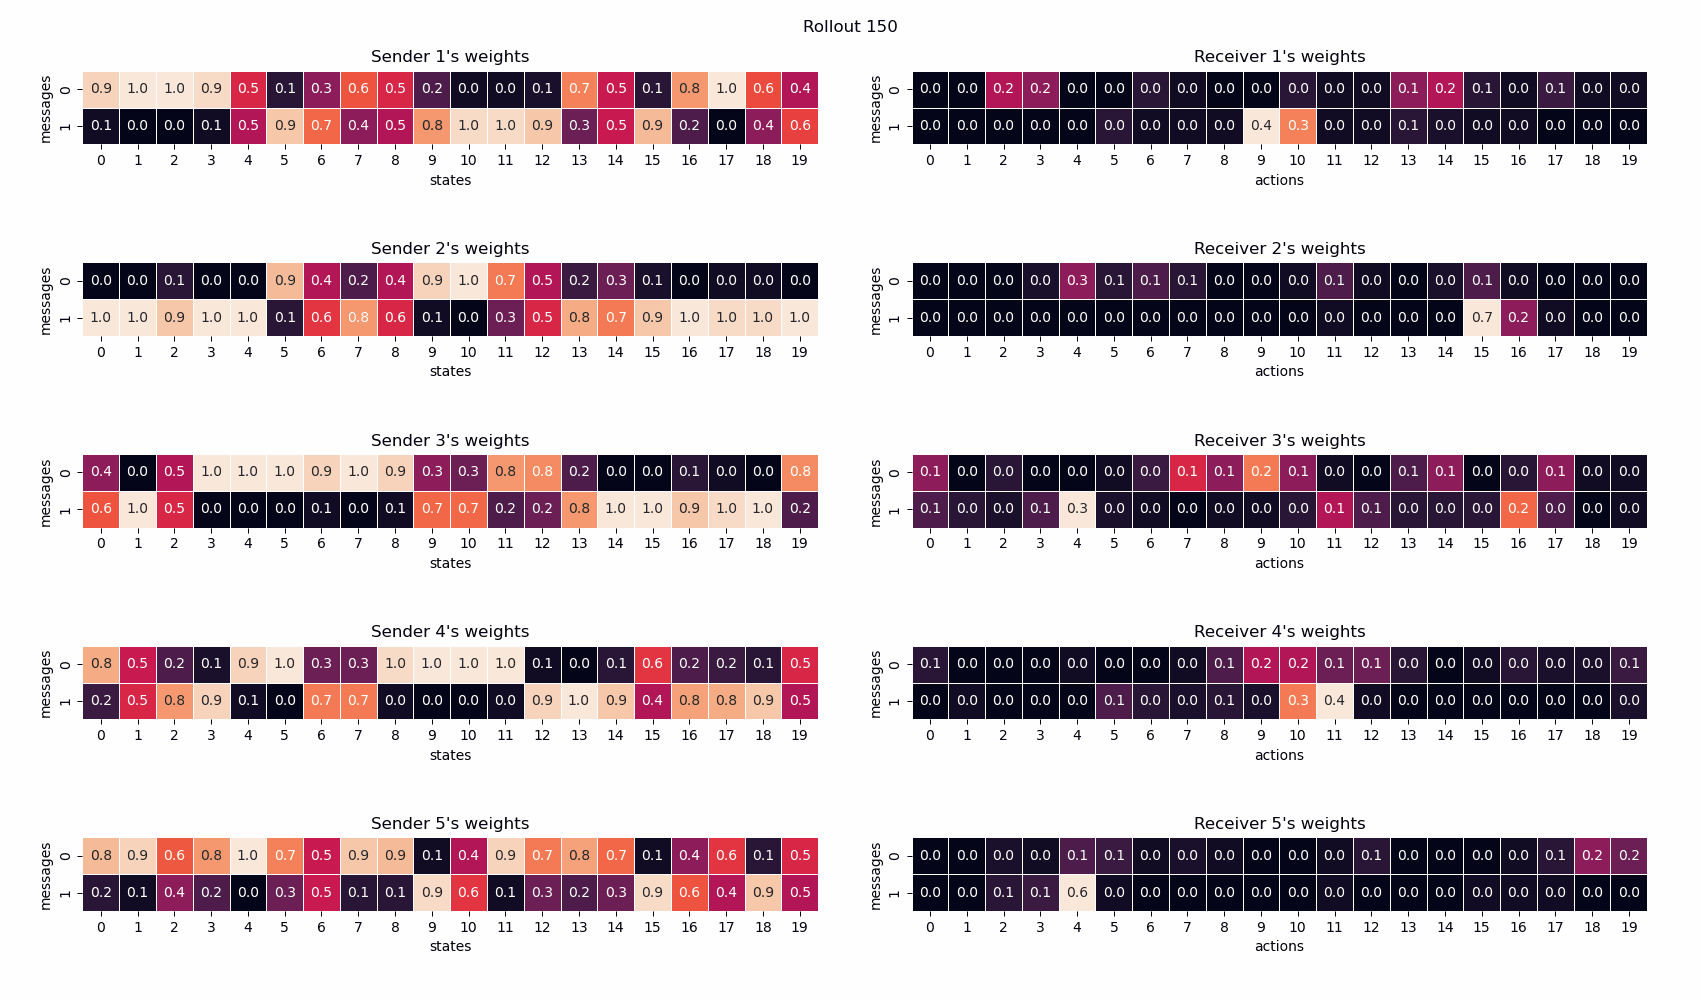 Rollout 150
Sender 1's weights
messages
0 0.9 1.0 1.0 0.9 0.5 0.1 0.3 0.6 0.5 0.2 0.0 0.0 0.1 0.7 0.5 0.1 0.8 1.0 0.6 0.4
1 0.1 0.0 0.0 0.1 0.5 0.9 0.7 0.4 0.5 0.8 1.0 1.0 0.9 0.3 0.5 0.9 0.2 0.0 0.4 0.6
0 1 2 3 4 5 6 7 8 9 10 11 12 13 14 15 16 17 18 19
states
Receiver 1's weights
messages
0 0.0 0.0 0.2 0.2 0.0 0.0 0.0 0.0 0.0 0.0 0.0 0.0 0.0 0.1 0.2 0.1 0.0 0.1 0.0 0.0
1 0.0 0.0 0.0 0.0 0.0 0.0 0.0 0.0 0.0 0.4 0.3 0.0 0.0 0.1 0.0 0.0 0.0 0.0 0.0 0.0
0 1 2 3 4 5 6 7 8 9 10 11 12 13 14 15 16 17 18 19
actions
Sender 2's weights
messages
0 0.0 0.0 0.1 0.0 0.0 0.9 0.4 0.2 0.4 0.9 1.0 0.7 0.5 0.2 0.3 0.1 0.0 0.0 0.0 0.0
1 1.0 1.0 0.9 1.0 1.0 0.1 0.6 0.8 0.6 0.1 0.0 0.3 0.5 0.8 0.7 0.9 1.0 1.0 1.0 1.0
0 1 2 3 4 5 6 7 8 9 10 11 12 13 14 15 16 17 18 19
states
Receiver 2's weights
messages
0 0.0 0.0 0.0 0.0 0.3 0.1 0.1 0.1 0.0 0.0 0.0 0.1 0.0 0.0 0.0 0.1 0.0 0.0 0.0 0.0
1 0.0 0.0 0.0 0.0 0.0 0.0 0.0 0.0 0.0 0.0 0.0 0.0 0.0 0.0 0.0 0.7 0.2 0.0 0.0 0.0
0 1 2 3 4 5 6 7 8 9 10 11 12 13 14 15 16 17 18 19
actions
Sender 3's weights
messages
0 0.4 0.0 0.5 1.0 1.0 1.0 0.9 1.0 0.9 0.3 0.3 0.8 0.8 0.2 0.0 0.0 0.1 0.0 0.0 0.8
1 0.6 1.0 0.5 0.0 0.0 0.0 0.1 0.0 0.1 0.7 0.7 0.2 0.2 0.8 1.0 1.0 0.9 1.0 1.0 0.2
0 1 2 3 4 5 6 7 8 9 10 11 12 13 14 15 16 17 18 19
states
Receiver 3's weights
messages
0 0.1 0.0 0.0 0.0 0.0 0.0 0.0 0.1 0.1 0.2 0.1 0.0 0.0 0.1 0.1 0.0 0.0 0.1 0.0 0.0
1 0.1 0.0 0.0 0.1 0.3 0.0 0.0 0.0 0.0 0.0 0.0 0.1 0.1 0.0 0.0 0.0 0.2 0.0 0.0 0.0
0 1 2 3 4 5 6 7 8 9 10 11 12 13 14 15 16 17 18 19
actions
Sender 4's weights
messages
0 0.8 0.5 0.2 0.1 0.9 1.0 0.3 0.3 1.0 1.0 1.0 1.0 0.1 0.0 0.1 0.6 0.2 0.2 0.1 0.5
1 0.2 0.5 0.8 0.9 0.1 0.0 0.7 0.7 0.0 0.0 0.0 0.0 0.9 1.0 0.9 0.4 0.8 0.8 0.9 0.5
0 1 2 3 4 5 6 7 8 9 10 11 12 13 14 15 16 17 18 19
states
Receiver 4's weights
messages
0 0.1 0.0 0.0 0.0 0.0 0.0 0.0 0.0 0.1 0.2 0.2 0.1 0.1 0.0 0.0 0.0 0.0 0.0 0.0 0.1
1 0.0 0.0 0.0 0.0 0.0 0.1 0.0 0.0 0.1 0.0 0.3 0.4 0.0 0.0 0.0 0.0 0.0 0.0 0.0 0.0
0 1 2 3 4 5 6 7 8 9 10 11 12 13 14 15 16 17 18 19
actions
Sender 5's weights
messages
0 0.8 0.9 0.6 0.8 1.0 0.7 0.5 0.9 0.9 0.1 0.4 0.9 0.7 0.8 0.7 0.1 0.4 0.6 0.1 0.5
1 0.2 0.1 0.4 0.2 0.0 0.3 0.5 0.1 0.1 0.9 0.6 0.1 0.3 0.2 0.3 0.9 0.6 0.4 0.9 0.5
0 1 2 3 4 5 6 7 8 9 10 11 12 13 14 15 16 17 18 19
states
Receiver 5's weights
messages
0 0.0 0.0 0.0 0.0 0.1 0.1 0.0 0.0 0.0 0.0 0.0 0.0 0.1 0.0 0.0 0.0 0.0 0.1 0.2 0.2
1 0.0 0.0 0.1 0.1 0.6 0.0 0.0 0.0 0.0 0.0 0.0 0.0 0.0 0.0 0.0 0.0 0.0 0.0 0.0 0.0
0 1 2 3 4 5 6 7 8 9 10 11 12 13 14 15 16 17 18 19
actions